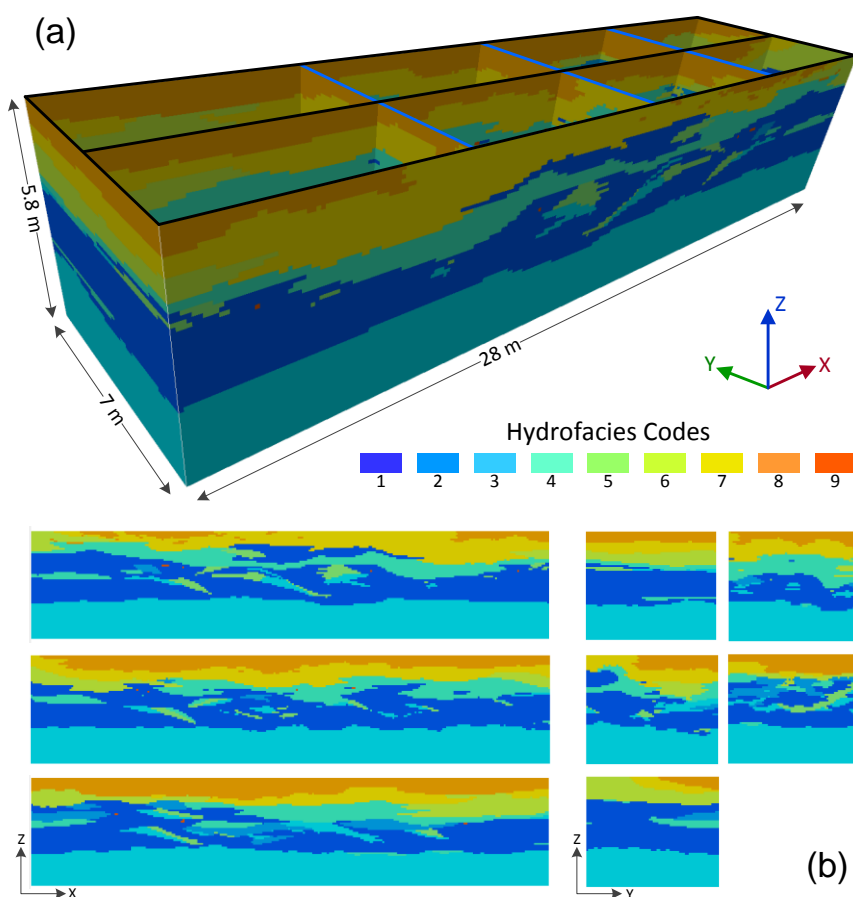 (a)
5.8 m
7 m
28 m
Z
Y
X
Hydrofacies Codes
1 2 3 4 5 6 7 8 9
Z
X
Z
Y
(b)